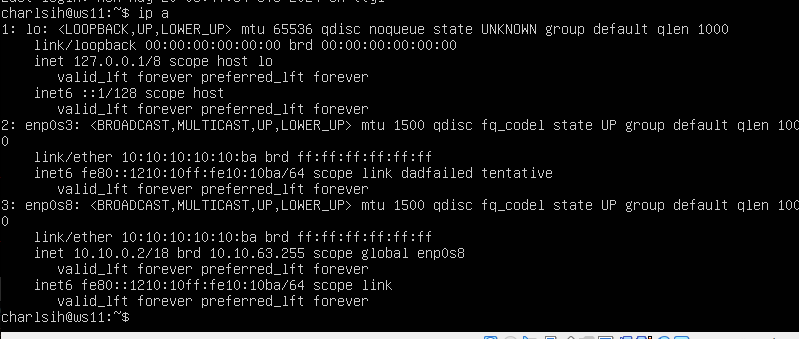 charlsih@ws11:~$ ip a
1: lo: <LOOPBACK,UP,LOWER_UP> mtu 65536 qdisc noqueue state UNKNOWN group default qlen 1000
    link/loopback 00:00:00:00:00:00 brd 00:00:00:00:00:00
    inet 127.0.0.1/8 scope host lo
       valid_lft forever preferred_lft forever
    inet6 ::1/128 scope host
       valid_lft forever preferred_lft forever
2: enp0s3: <BROADCAST,MULTICAST,UP,LOWER_UP> mtu 1500 qdisc fq_codel state UP group default qlen 100
0
    link/ether 10:10:10:10:10:ba brd ff:ff:ff:ff:ff:ff
    inet6 fe80::1210:10ff:fe10:10ba/64 scope link dadfailed tentative
       valid_lft forever preferred_lft forever
3: enp0s8: <BROADCAST,MULTICAST,UP,LOWER_UP> mtu 1500 qdisc fq_codel state UP group default qlen 100
0
    link/ether 10:10:10:10:10:ba brd ff:ff:ff:ff:ff:ff
    inet 10.10.0.2/18 brd 10.10.63.255 scope global enp0s8
       valid_lft forever preferred_lft forever
    inet6 fe80::1210:10ff:fe10:10ba/64 scope link
       valid_lft forever preferred_lft forever
charlsih@ws11:~$